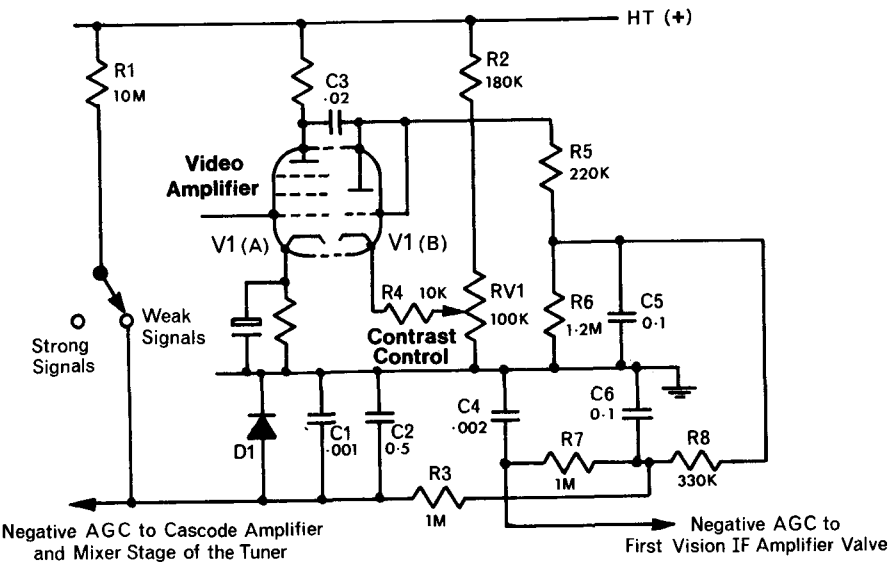 HT (+)
R1
10M
C3
.02
R2
180K
Video
Amplifier
R5
220K
V1 (A)
V1 (B)
R4 10K
RV1
100K
R6
1.2M
C5
0.1
Strong
Signals
Weak
Signals
Contrast
Control
D1
C1
.001
C2
0.5
C4
.002
C6
0.1
R7
1M
R8
330K
R3
1M
Negative AGC to Cascode Amplifier
and Mixer Stage of the Tuner
Negative AGC to
First Vision IF Amplifier Valve